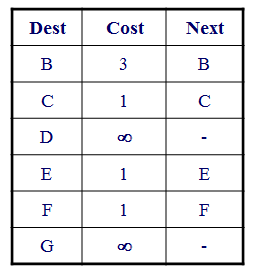 Dest Cost Next
B 3 B
C 1 C
D ∞ -
E 1 E
F 1 F
G ∞ -